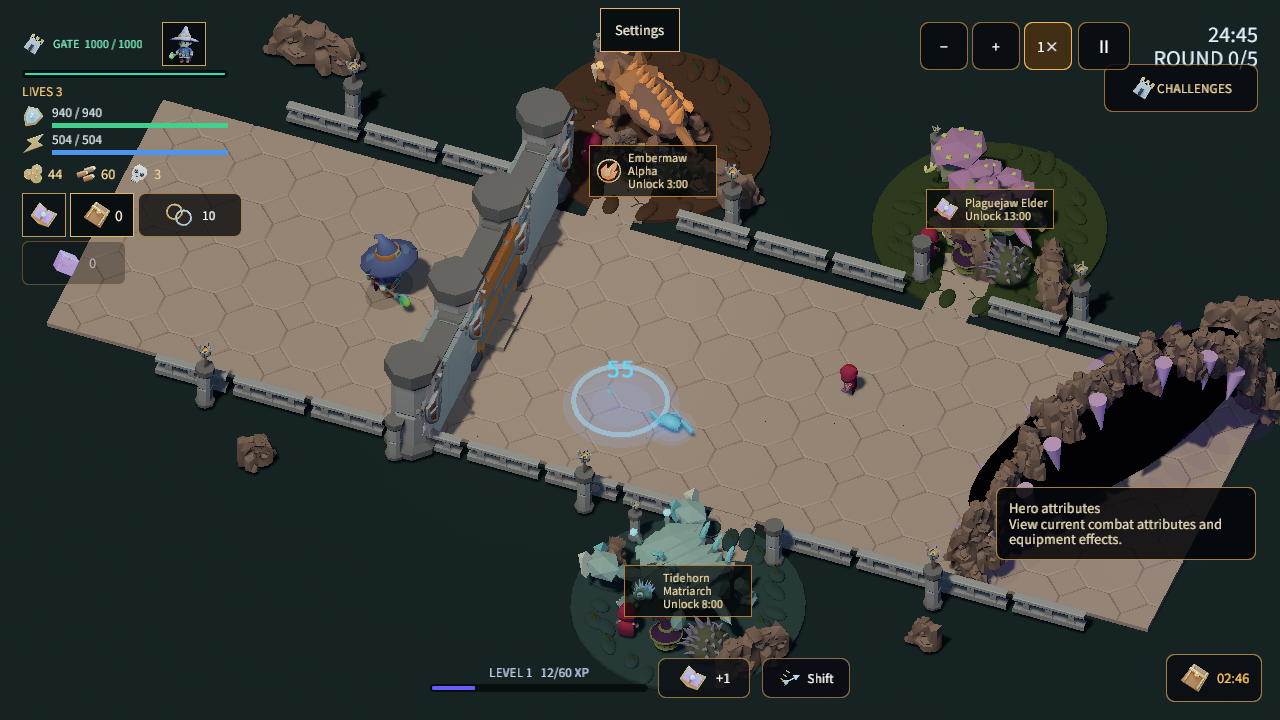 Settings
GATE 1000 / 1000
LIVES 3
940 / 940
504 / 504
44
60
3
0
10
0
−
+
1×
24:45
ROUND 0/5
CHALLENGES
Embermaw
Alpha
Unlock 3:00
Plaguejaw Elder
Unlock 13:00
55
Hero attributes
View current combat attributes and
equipment effects.
Tidehorn
Matriarch
Unlock 8:00
LEVEL 1 12/60 XP
+1
Shift
02:46